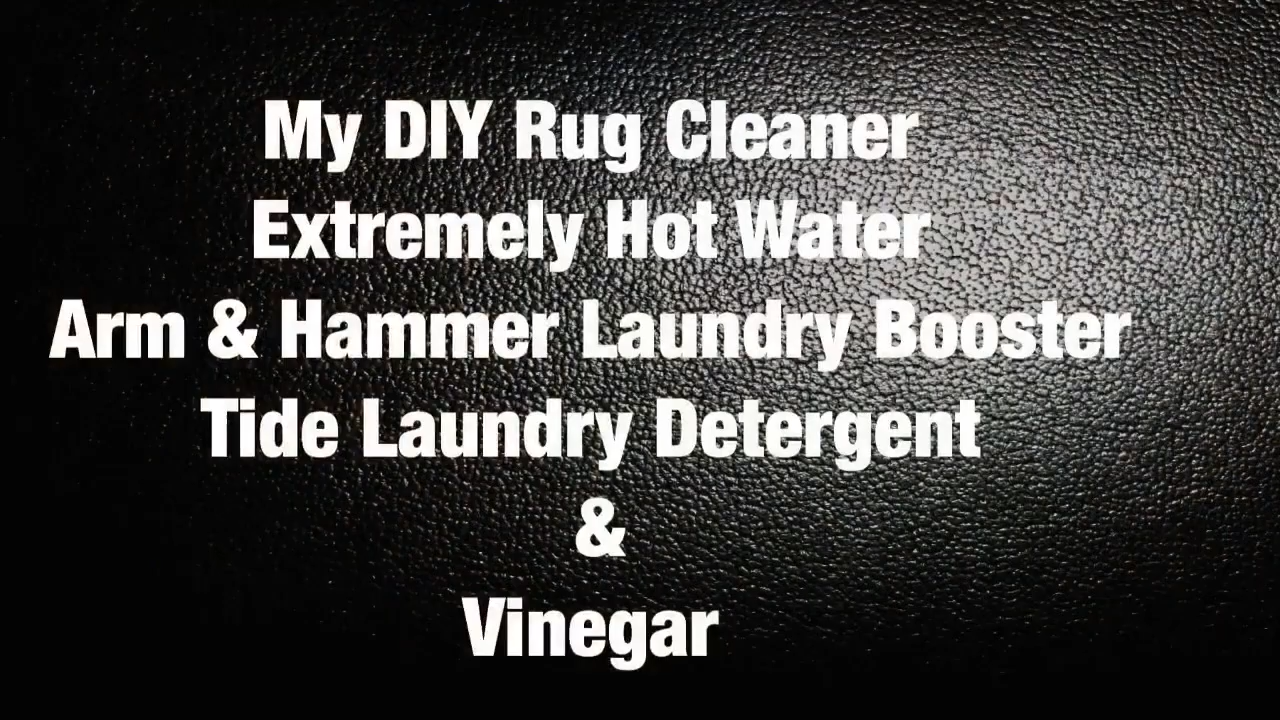 My DIY Rug Cleaner
Extremely Hot Water
Arm & Hammer Laundry Booster
Tide Laundry Detergent
&
Vinegar